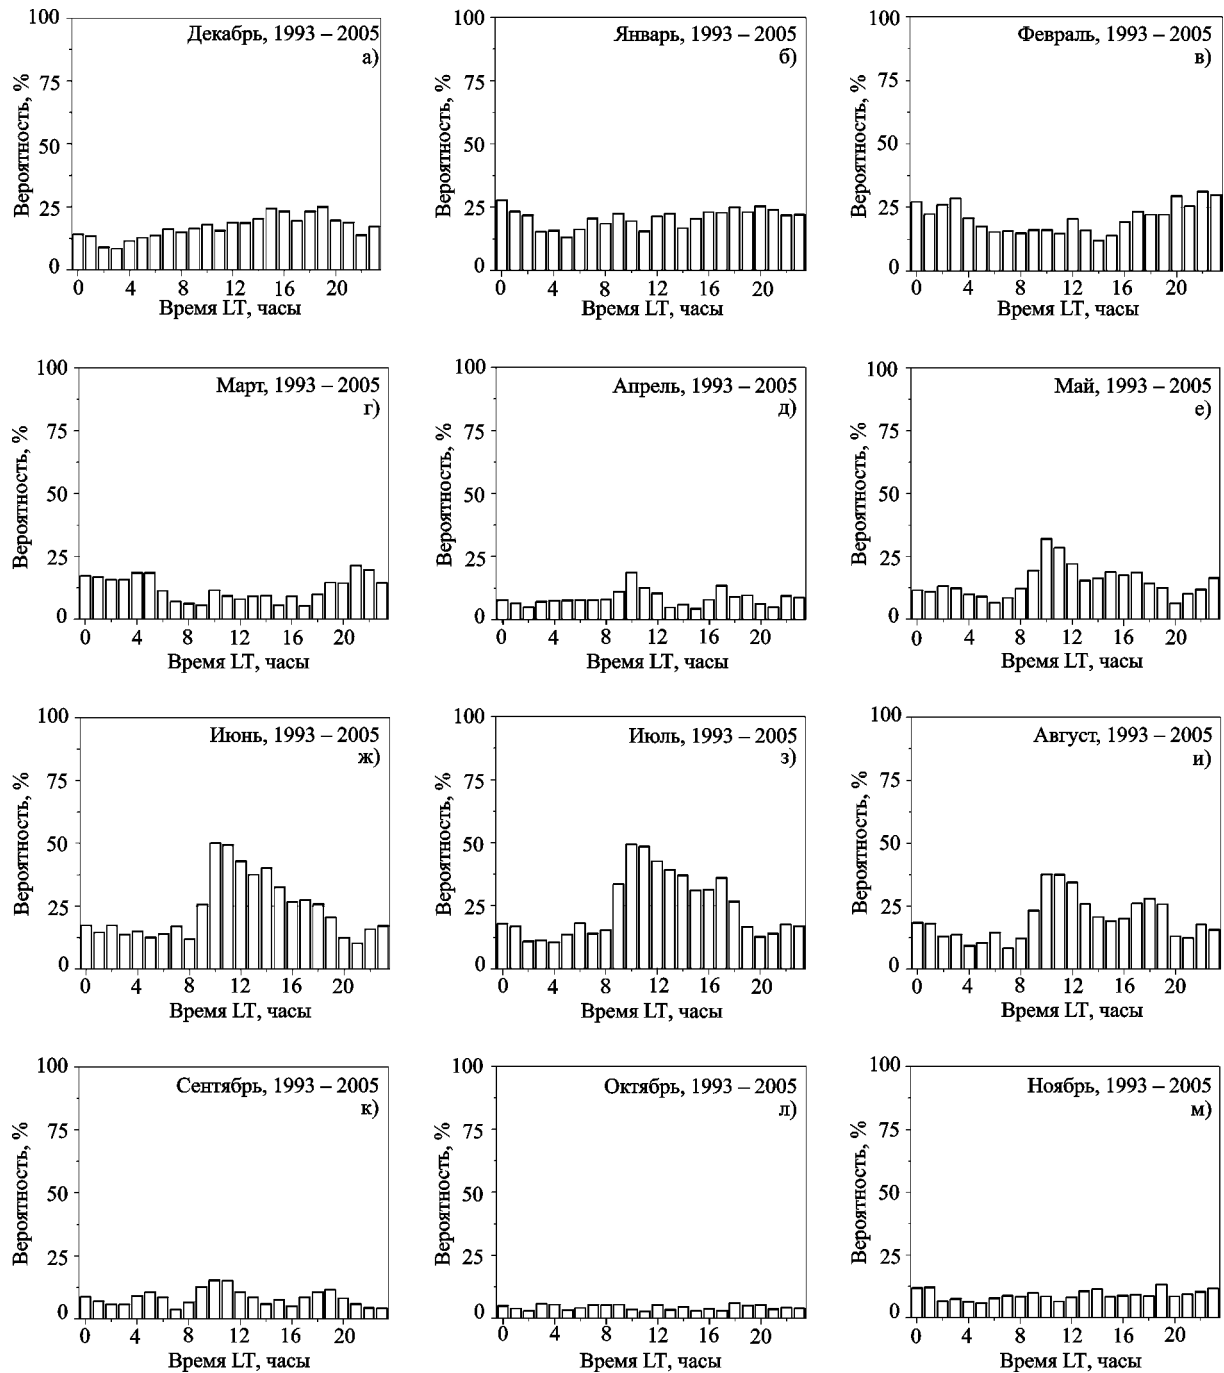 Декабрь, 1993 – 2005
а)
Вероятность, %
100
75
50
25
0
0 4 8 12 16 20
Время LT, часы
Январь, 1993 – 2005
б)
Вероятность, %
100
75
50
25
0
0 4 8 12 16 20
Время LT, часы
Февраль, 1993 – 2005
в)
Вероятность, %
100
75
50
25
0
0 4 8 12 16 20
Время LT, часы
Март, 1993 – 2005
г)
Вероятность, %
100
75
50
25
0
0 4 8 12 16 20
Время LT, часы
Апрель, 1993 – 2005
д)
Вероятность, %
100
75
50
25
0
0 4 8 12 16 20
Время LT, часы
Май, 1993 – 2005
е)
Вероятность, %
100
75
50
25
0
0 4 8 12 16 20
Время LT, часы
Июнь, 1993 – 2005
ж)
Вероятность, %
100
75
50
25
0
0 4 8 12 16 20
Время LT, часы
Июль, 1993 – 2005
з)
Вероятность, %
100
75
50
25
0
0 4 8 12 16 20
Время LT, часы
Август, 1993 – 2005
и)
Вероятность, %
100
75
50
25
0
0 4 8 12 16 20
Время LT, часы
Сентябрь, 1993 – 2005
к)
Вероятность, %
100
75
50
25
0
0 4 8 12 16 20
Время LT, часы
Октябрь, 1993 – 2005
л)
Вероятность, %
100
75
50
25
0
0 4 8 12 16 20
Время LT, часы
Ноябрь, 1993 – 2005
м)
Вероятность, %
100
75
50
25
0
0 4 8 12 16 20
Время LT, часы